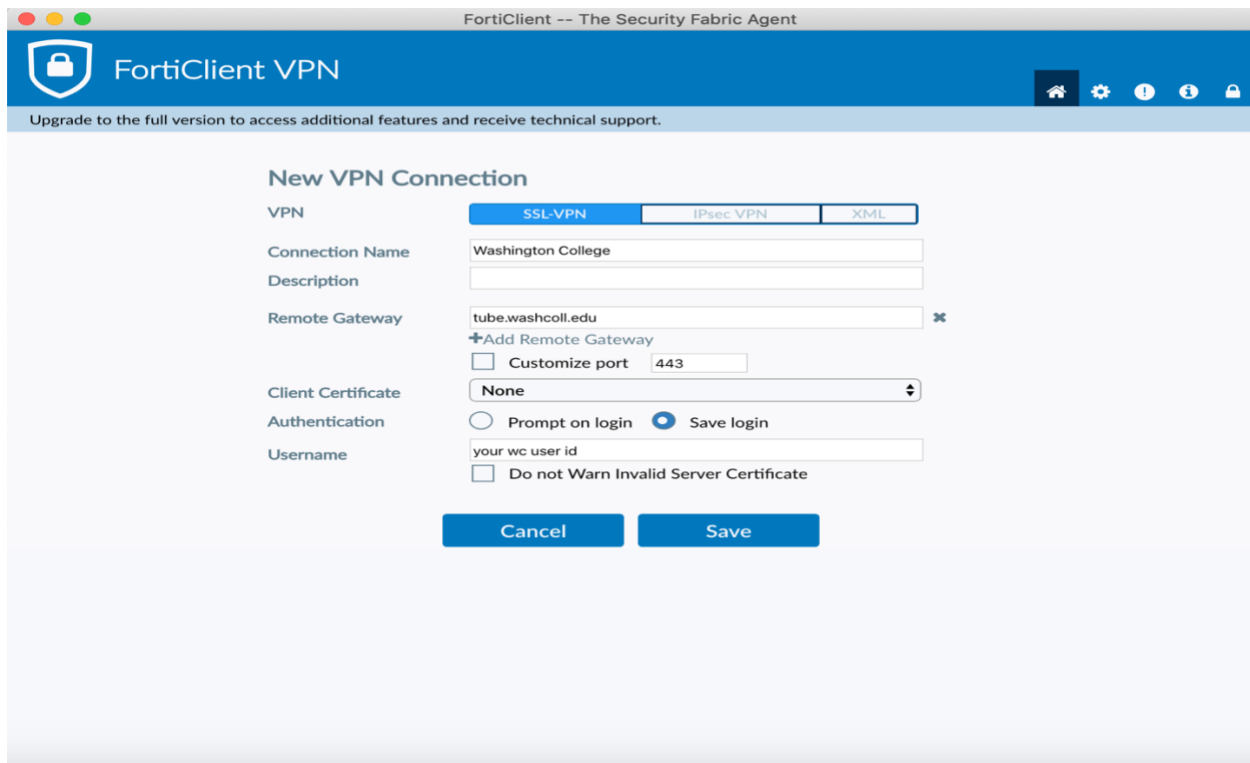 FortiClient -- The Security Fabric Agent
FortiClient VPN
Upgrade to the full version to access additional features and receive technical support.
New VPN Connection
VPN SSL-VPN IPsec VPN XML
Connection Name Washington College
Description
Remote Gateway tube.washcoll.edu
+Add Remote Gateway
Customize port 443
Client Certificate None
Authentication Prompt on login Save login
Username your wc user id
Do not Warn Invalid Server Certificate
Cancel Save